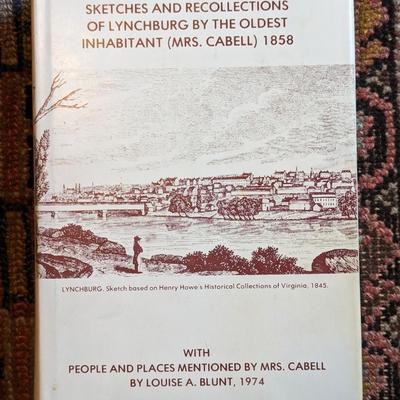 SKETCHES AND RECOLLECTIONS
OF LYNCHBURG BY THE OLDEST
INHABITANT (MRS. CABELL) 1858
LYNCHBURG. Sketch based on Henry Howe's Historical Collections of Virginia, 1845.
WITH
PEOPLE AND PLACES MENTIONED BY MRS. CABELL
BY LOUISE A. BLUNT, 1974